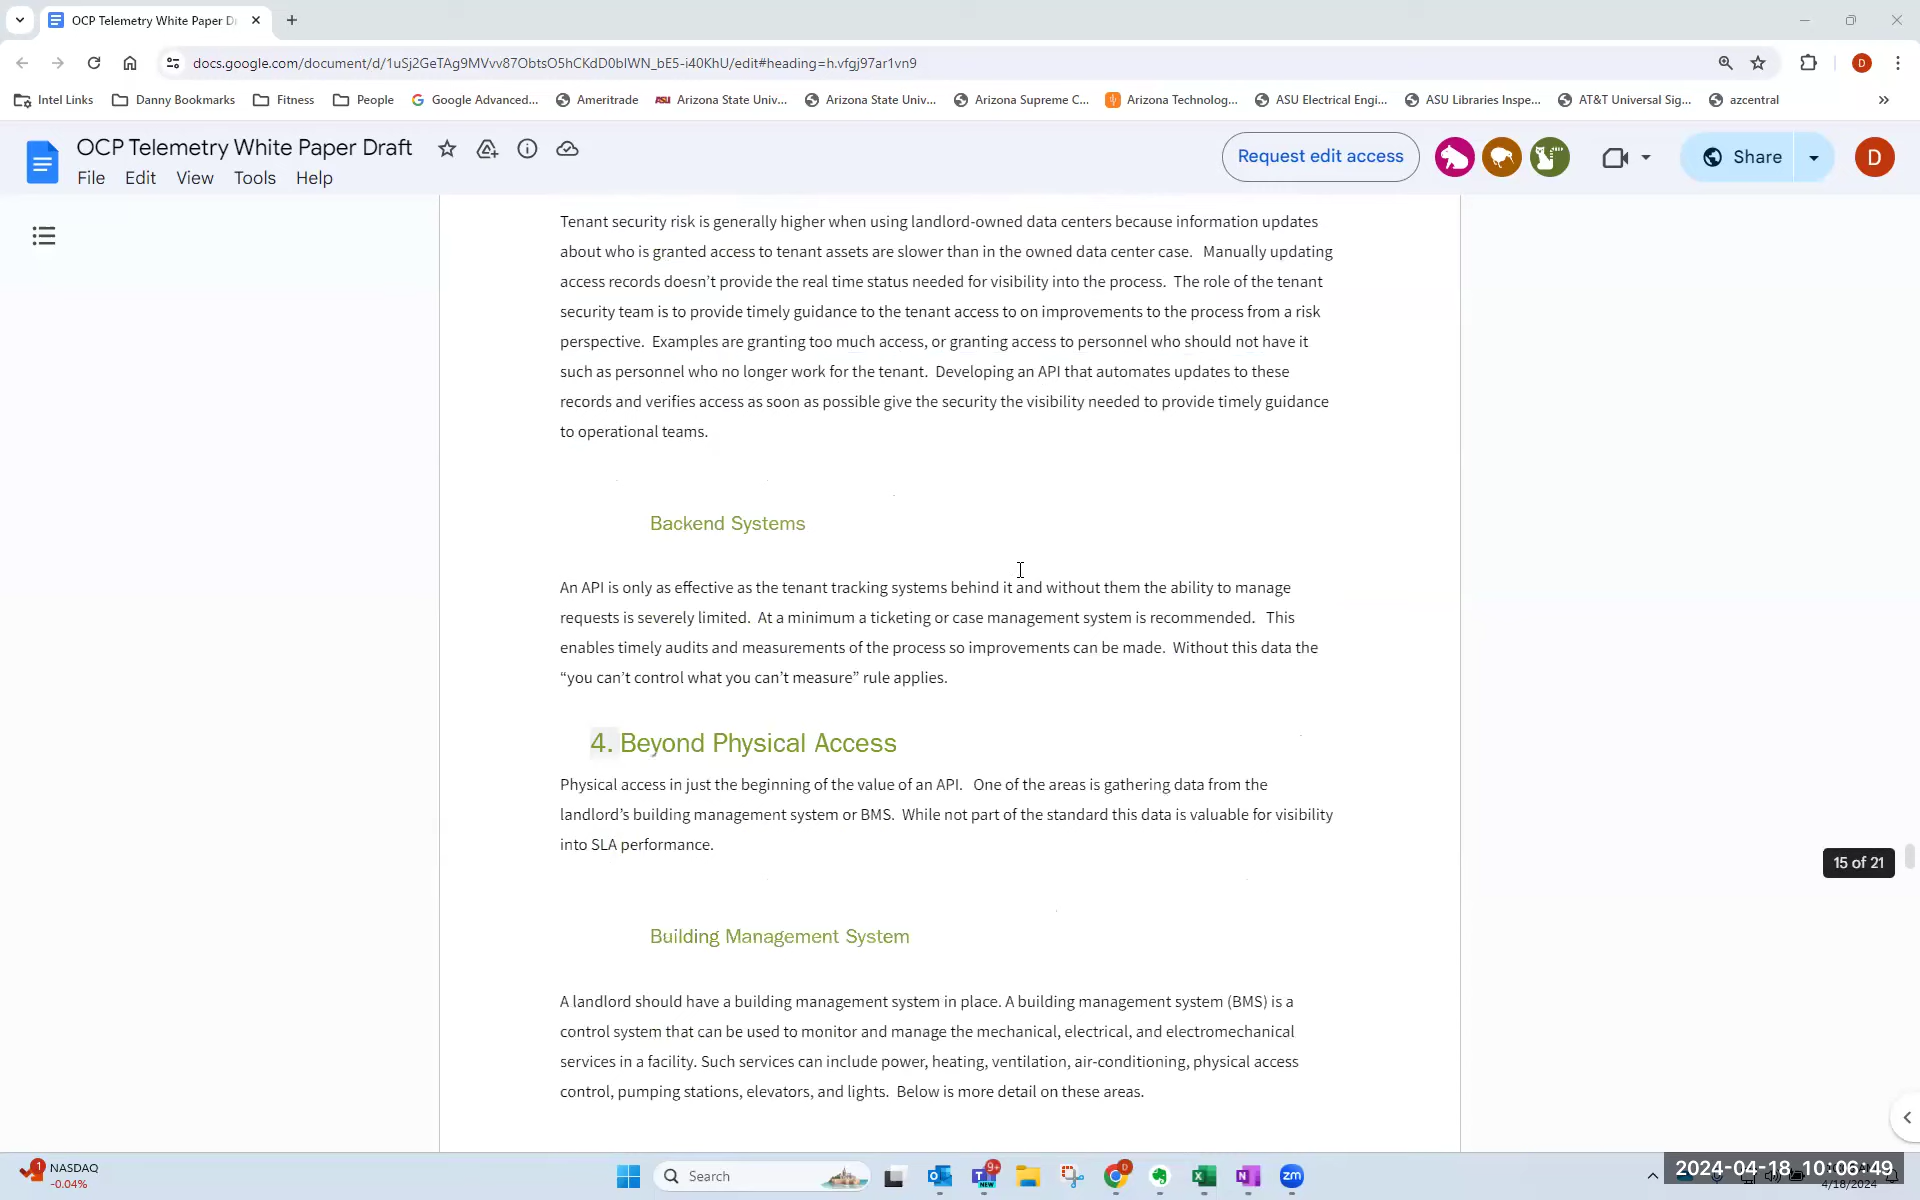 OCP Telemetry White Paper D
docs.google.com/document/d/1uSj2GeTAg9MVvv87ObtsO5hCKdD0bIWN_bE5-i40KhU/edit#heading=h.vfgj97ar1vn9
D
Intel Links Danny Bookmarks Fitness People Google Advanced... Ameritrade ASU Arizona State Univ... Arizona State Univ... Arizona Supreme C... Arizona Technolog... ASU Electrical Engi... ASU Libraries Inspe... AT&T Universal Sig... azcentral
OCP Telemetry White Paper Draft
Request edit access
Share
D
File Edit View Tools Help
Tenant security risk is generally higher when using landlord-owned data centers because information updates
about who is granted access to tenant assets are slower than in the owned data center case. Manually updating
access records doesn’t provide the real time status needed for visibility into the process. The role of the tenant
security team is to provide timely guidance to the tenant access to on improvements to the process from a risk
perspective. Examples are granting too much access, or granting access to personnel who should not have it
such as personnel who no longer work for the tenant. Developing an API that automates updates to these
records and verifies access as soon as possible give the security the visibility needed to provide timely guidance
to operational teams.
Backend Systems
An API is only as effective as the tenant tracking systems behind it and without them the ability to manage
requests is severely limited. At a minimum a ticketing or case management system is recommended. This
enables timely audits and measurements of the process so improvements can be made. Without this data the
“you can’t control what you can’t measure” rule applies.
4. Beyond Physical Access
Physical access in just the beginning of the value of an API. One of the areas is gathering data from the
landlord’s building management system or BMS. While not part of the standard this data is valuable for visibility
into SLA performance.
15 of 21
Building Management System
A landlord should have a building management system in place. A building management system (BMS) is a
control system that can be used to monitor and manage the mechanical, electrical, and electromechanical
services in a facility. Such services can include power, heating, ventilation, air-conditioning, physical access
control, pumping stations, elevators, and lights. Below is more detail on these areas.
1
NASDAQ
-0.04%
Search
9+
NEW
D
zm
2024-04-18 10:06:49
4/18/2024